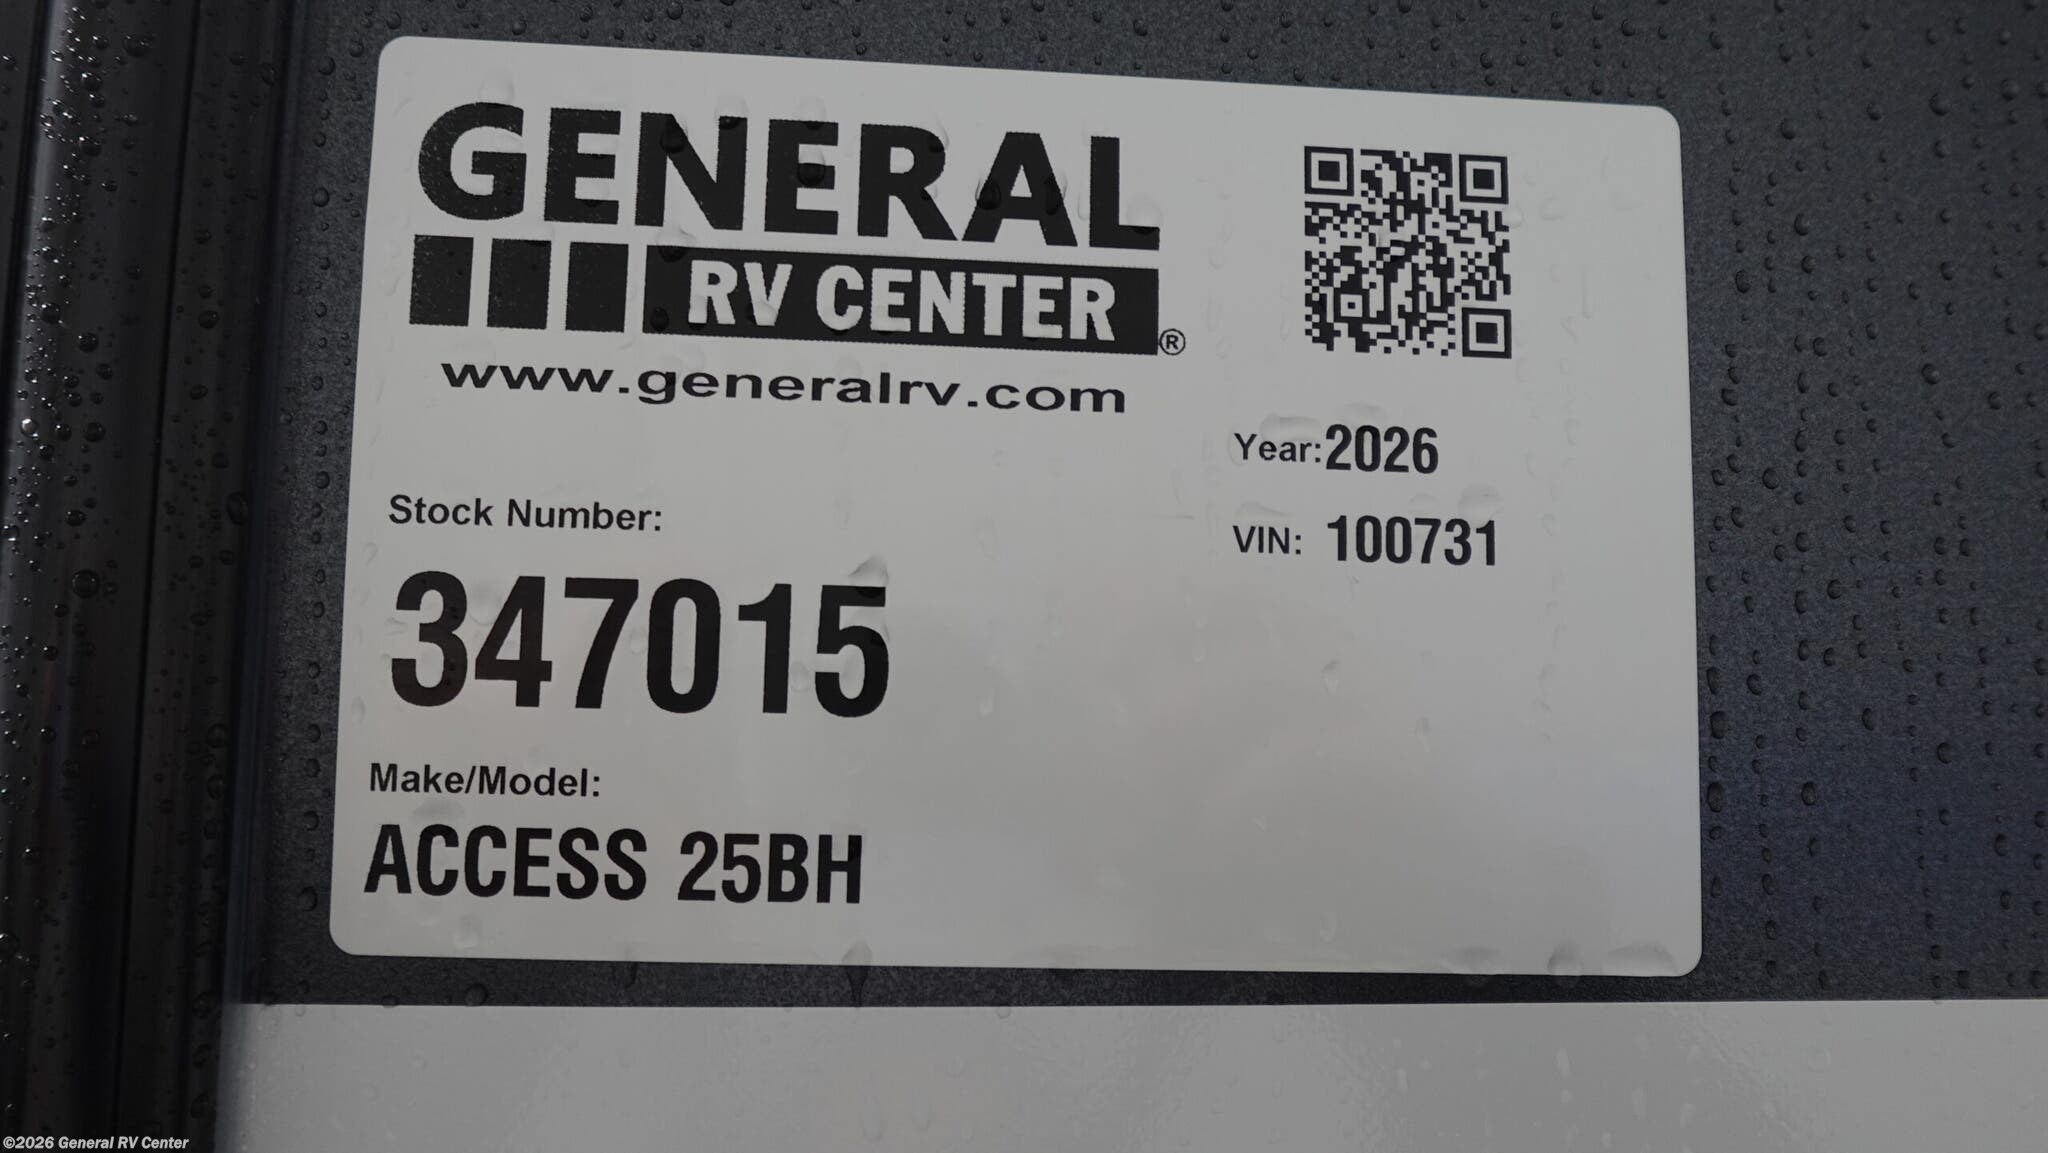 GENERAL
RV CENTER®
www.generalrv.com
Year: 2026
VIN: 100731
Stock Number:
347015
Make/Model:
ACCESS 25BH
©2026 General RV Center